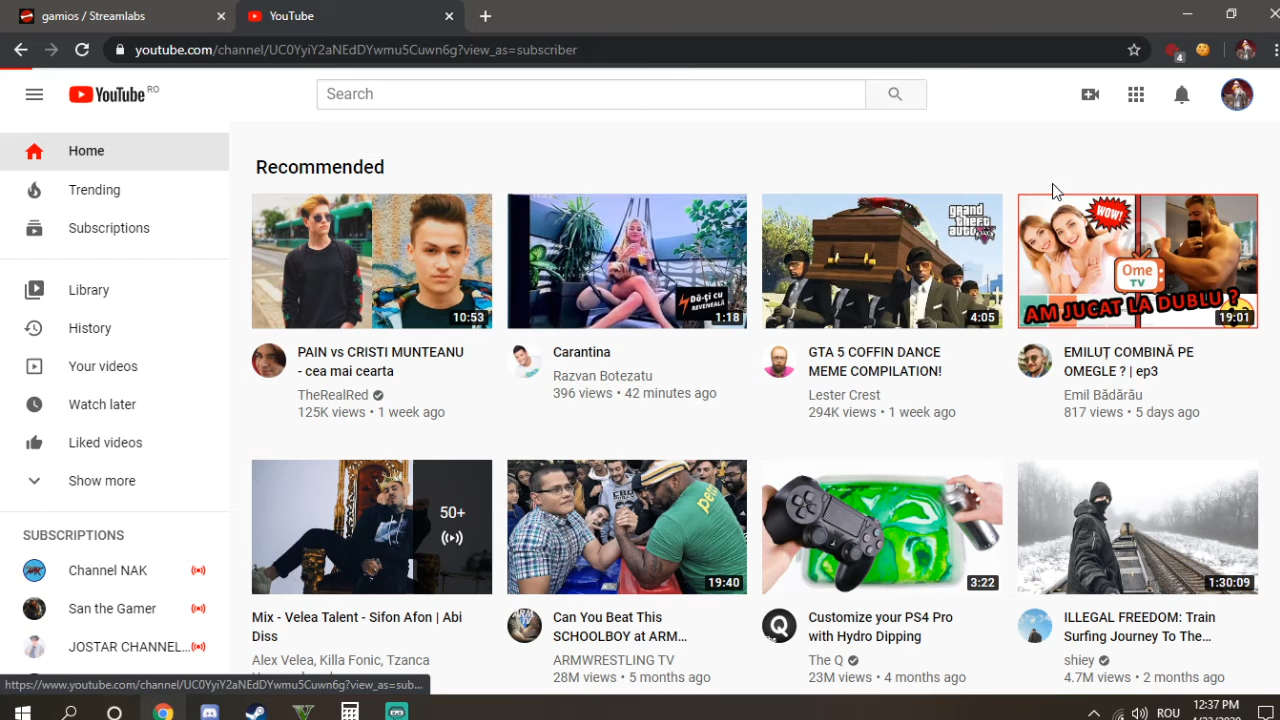 gamios / Streamlabs
YouTube
youtube.com/channel/UC0YyiY2aNEdDYwmu5Cuwn6g?view_as=subscriber
4
YouTube RO
Search
Home
Trending
Subscriptions
Library
History
Your videos
Watch later
Liked videos
Show more
SUBSCRIPTIONS
Channel NAK
San the Gamer
JOSTAR CHANNEL...
Recommended
10:53
PAIN vs CRISTI MUNTEANU
- cea mai cearta
TheRealRed
125K views • 1 week ago
Dă-ți cu
REVENEALĂ
1:18
Carantina
Razvan Botezatu
396 views • 42 minutes ago
grand
theft
auto
4:05
GTA 5 COFFIN DANCE
MEME COMPILATION!
Lester Crest
294K views • 1 week ago
WOW!
Ome
TV
AM JUCAT LA DUBLU ?
19:01
EMILUȚ COMBINĂ PE
OMEGLE ? | ep3
Emil Bădărău
817 views • 5 days ago
50+
Mix - Velea Talent - Sifon Afon | Abi
Diss
Alex Velea, Killa Fonic, Tzanca
19:40
Can You Beat This
SCHOOLBOY at ARM...
ARMWRESTLING TV
28M views • 5 months ago
3:22
Customize your PS4 Pro
with Hydro Dipping
The Q
23M views • 4 months ago
1:30:09
ILLEGAL FREEDOM: Train
Surfing Journey To The...
shiey
4.7M views • 2 months ago
https://www.youtube.com/channel/UC0YyiY2aNEdDYwmu5Cuwn6g?view_as=sub...
ROU
12:37 PM